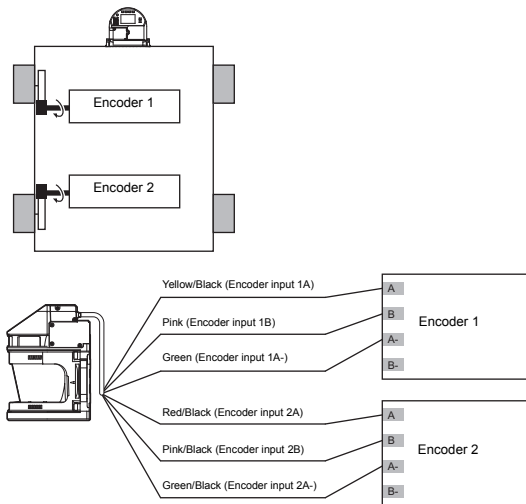 Encoder 1
Encoder 2
Yellow/Black (Encoder input 1A)
Pink (Encoder input 1B)
Green (Encoder input 1A-)
A
B
A-
B-
Encoder 1
Red/Black (Encoder input 2A)
Pink/Black (Encoder input 2B)
Green/Black (Encoder input 2A-)
A
B
A-
B-
Encoder 2